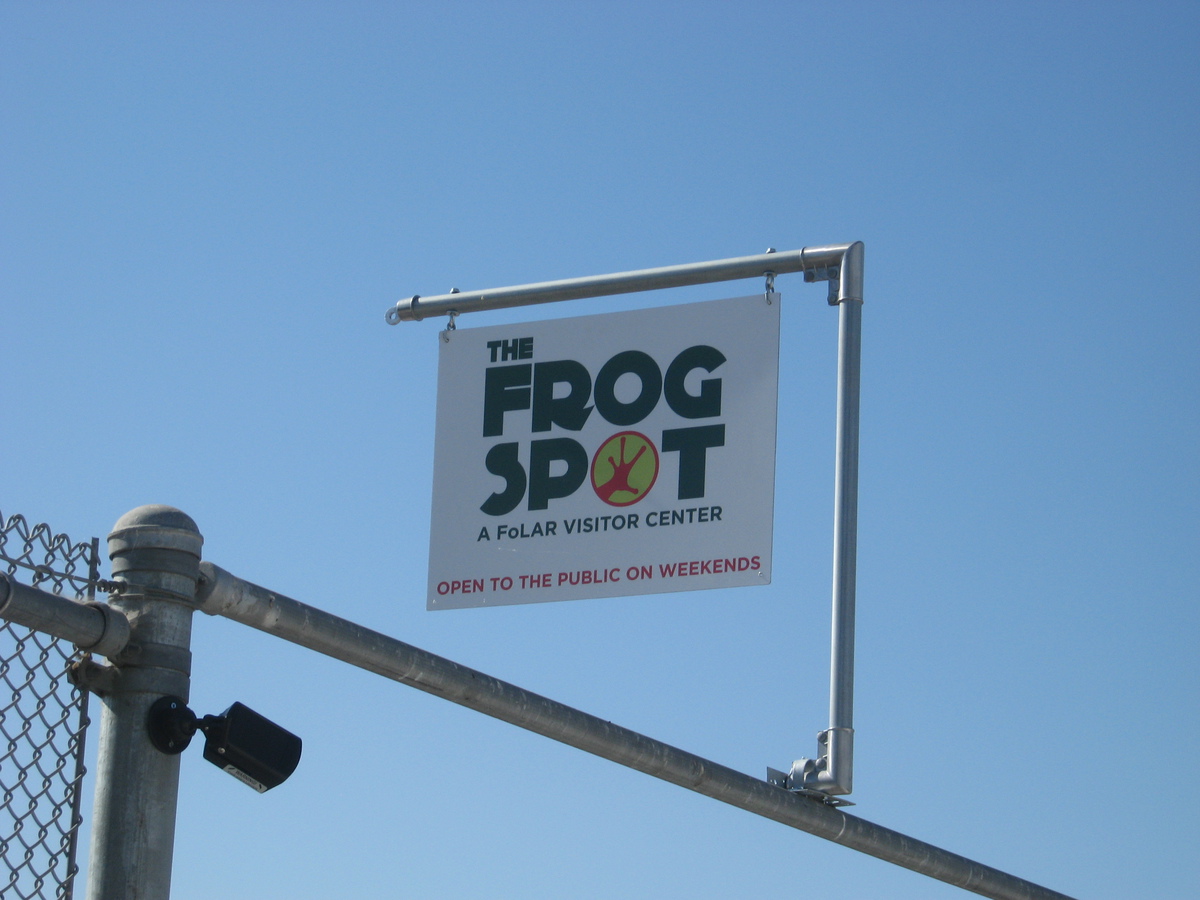 THE
FROG
SPOT
A FoLAR VISITOR CENTER
OPEN TO THE PUBLIC ON WEEKENDS